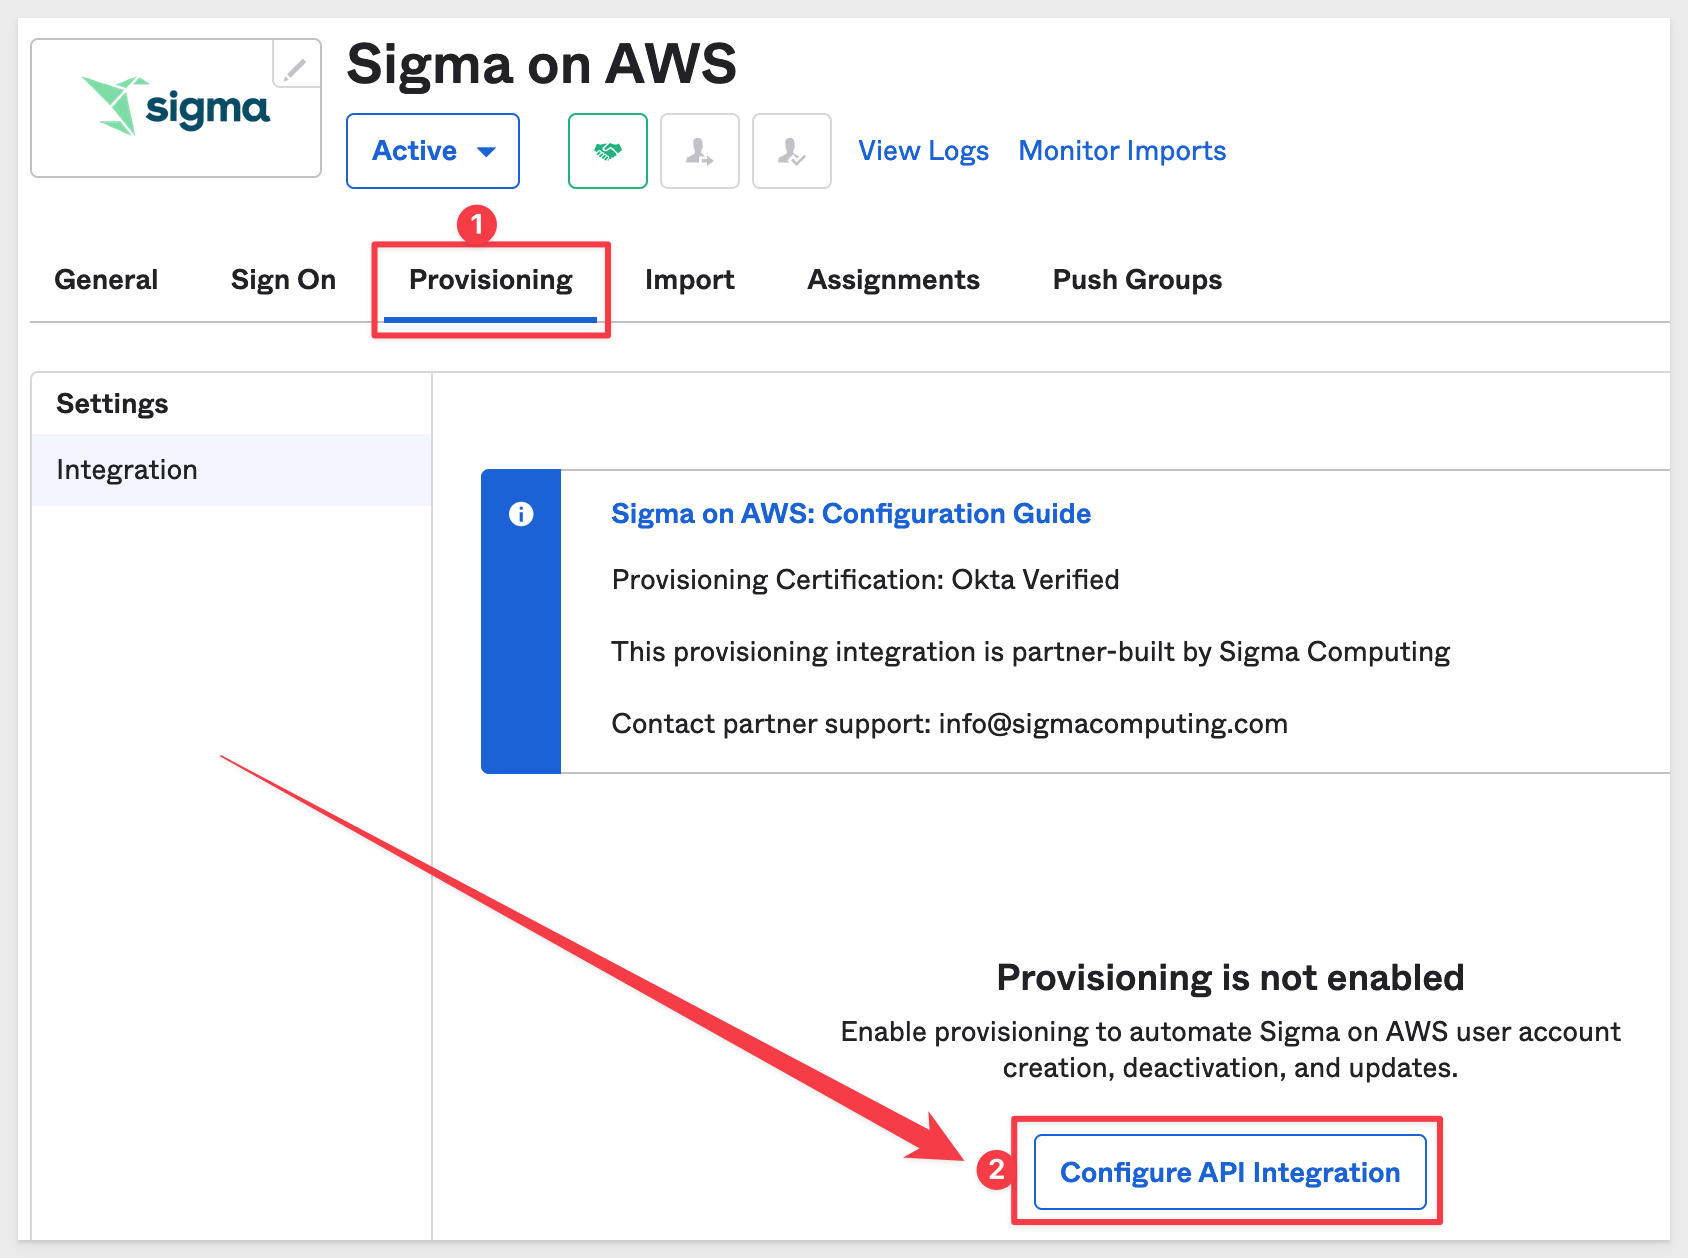 sigma
Sigma on AWS
Active
View Logs
Monitor Imports
1
General
Sign On
Provisioning
Import
Assignments
Push Groups
Settings
Integration
Sigma on AWS: Configuration Guide
Provisioning Certification: Okta Verified
This provisioning integration is partner-built by Sigma Computing
Contact partner support: info@sigmacomputing.com
Provisioning is not enabled
Enable provisioning to automate Sigma on AWS user account
creation, deactivation, and updates.
2
Configure API Integration